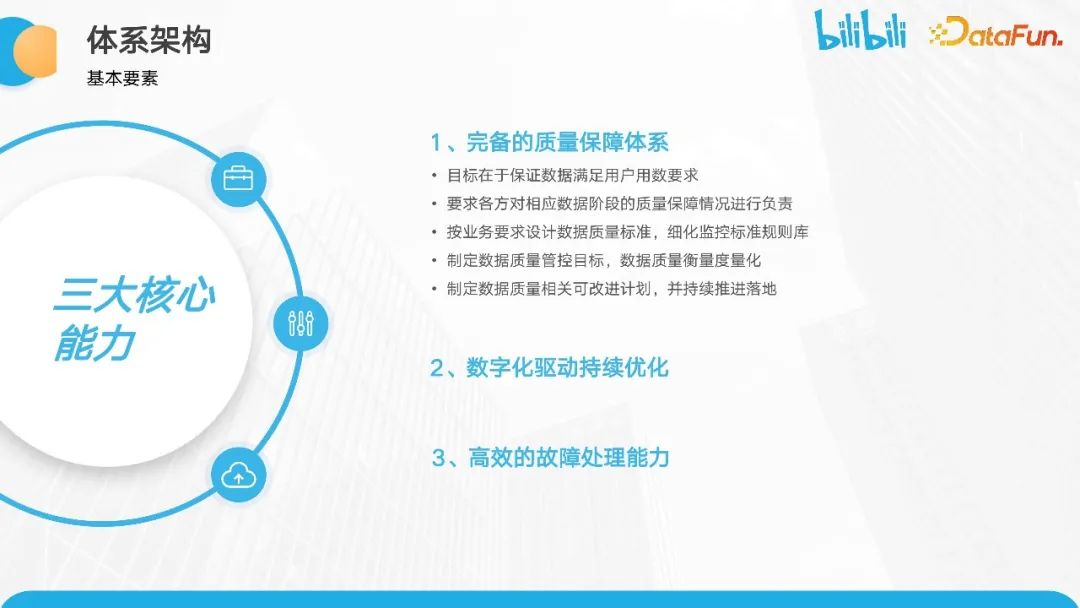 体系架构
基本要素
bilibili
DataFun.
三大核心
能力
1、完备的质量保障体系
• 目标在于保证数据满足用户用数要求
• 要求各方对相应数据阶段的质量保障情况进行负责
• 按业务要求设计数据质量标准，细化监控标准规则库
• 制定数据质量管控目标，数据质量衡量度量化
• 制定数据质量相关可改进计划，并持续推进落地
2、数字化驱动持续优化
3、高效的故障处理能力